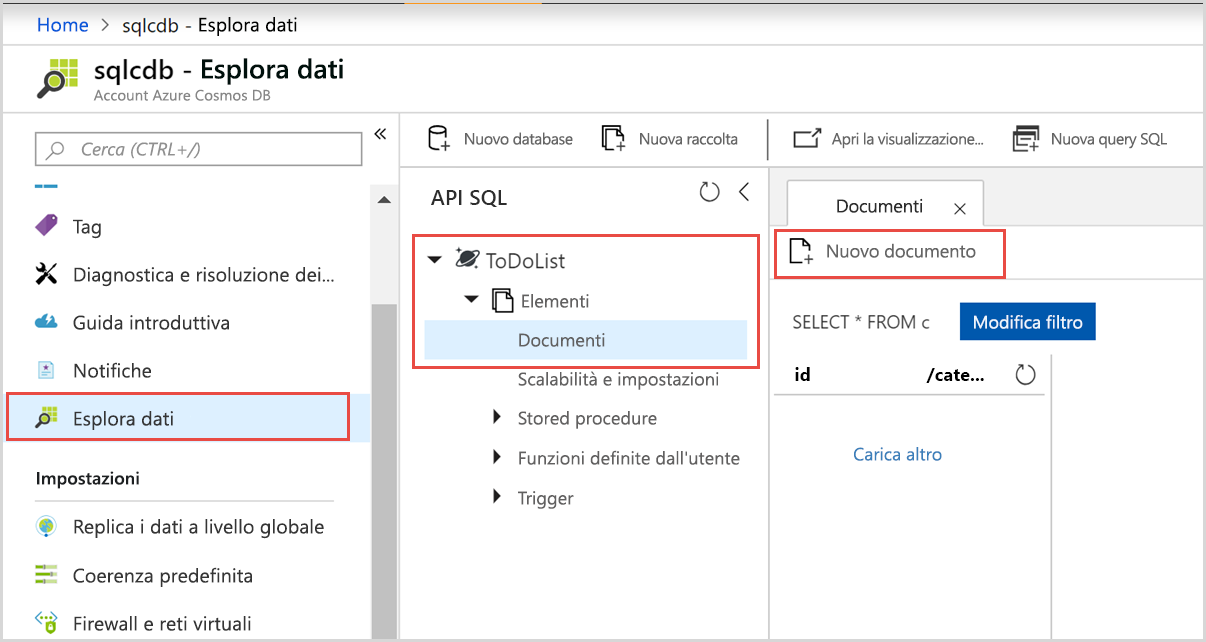 Home > sqlcdb - Esplora dati
sqlcdb - Esplora dati
Account Azure Cosmos DB
Cerca (CTRL+/)
«
Tag
Diagnostica e risoluzione dei...
Guida introduttiva
Notifiche
Esplora dati
Impostazioni
Replica i dati a livello globale
Coerenza predefinita
Firewall e reti virtuali
Nuovo database
Nuova raccolta
Apri la visualizzazione...
Nuova query SQL
API SQL
ToDoList
Elementi
Documenti
Scalabilità e impostazioni
Stored procedure
Funzioni definite dall'utente
Trigger
Documenti
Nuovo documento
SELECT * FROM c
Modifica filtro
id /cate...
Carica altro